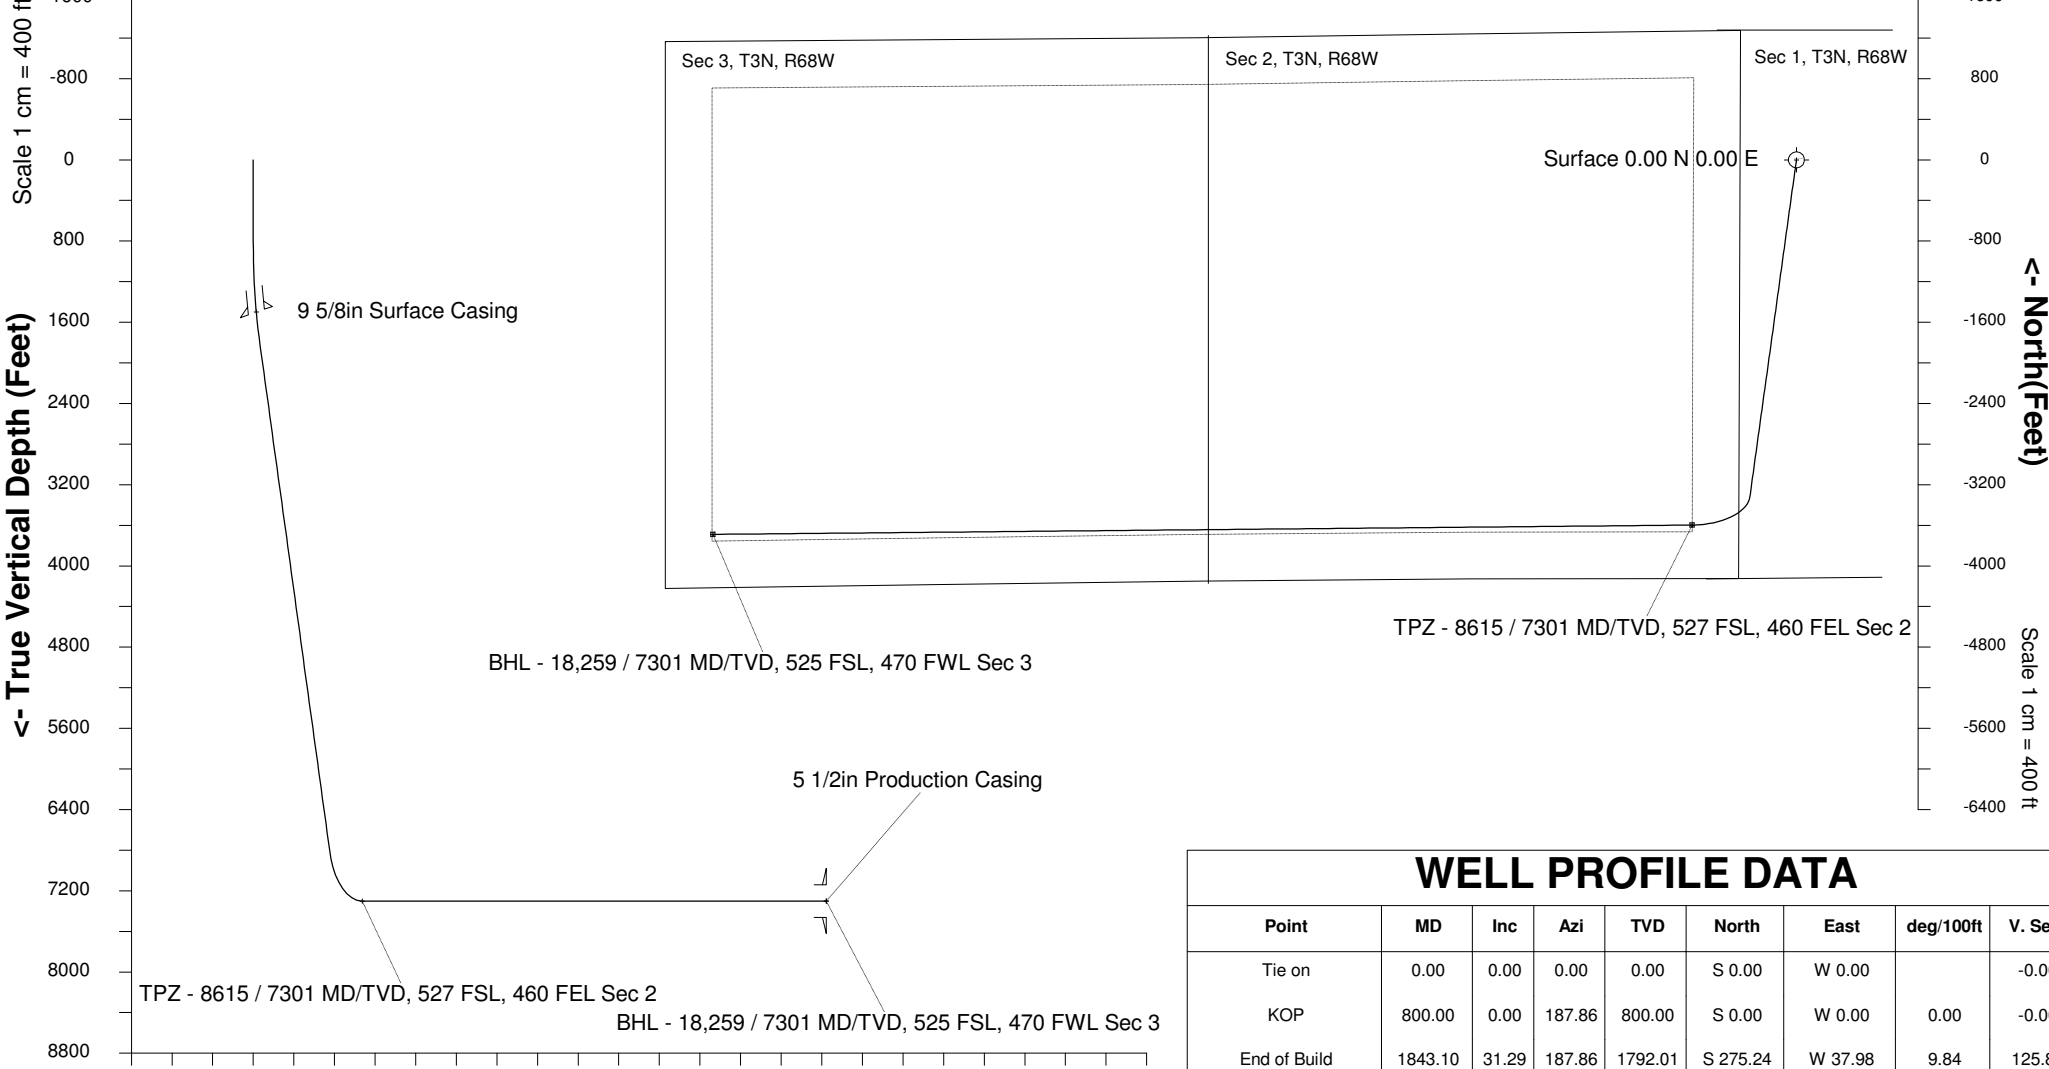 Scale 1 cm = 400 ft
<- True Vertical Depth (Feet)
-800
0
800
1600
2400
3200
4000
4800
5600
6400
7200
8000
8800
9 5/8in Surface Casing
Sec 3, T3N, R68W
Sec 2, T3N, R68W
Sec 1, T3N, R68W
Surface 0.00 N 0.00 E
TPZ - 8615 / 7301 MD/TVD, 527 FSL, 460 FEL Sec 2
BHL - 18,259 / 7301 MD/TVD, 525 FSL, 470 FWL Sec 3
5 1/2in Production Casing
TPZ - 8615 / 7301 MD/TVD, 527 FSL, 460 FEL Sec 2
BHL - 18,259 / 7301 MD/TVD, 525 FSL, 470 FWL Sec 3
800
0
-800
-1600
-2400
-3200
-4000
-4800
-5600
-6400
<- North(Feet)
Scale 1 cm = 400 ft
WELL PROFILE DATA
Point MD Inc Azi TVD North East deg/100ft V. Se
Tie on 0.00 0.00 0.00 0.00 S 0.00 W 0.00 -0.0
KOP 800.00 0.00 187.86 800.00 S 0.00 W 0.00 0.00 -0.0
End of Build 1843.10 31.29 187.86 1792.01 S 275.24 W 37.98 9.84 125.8